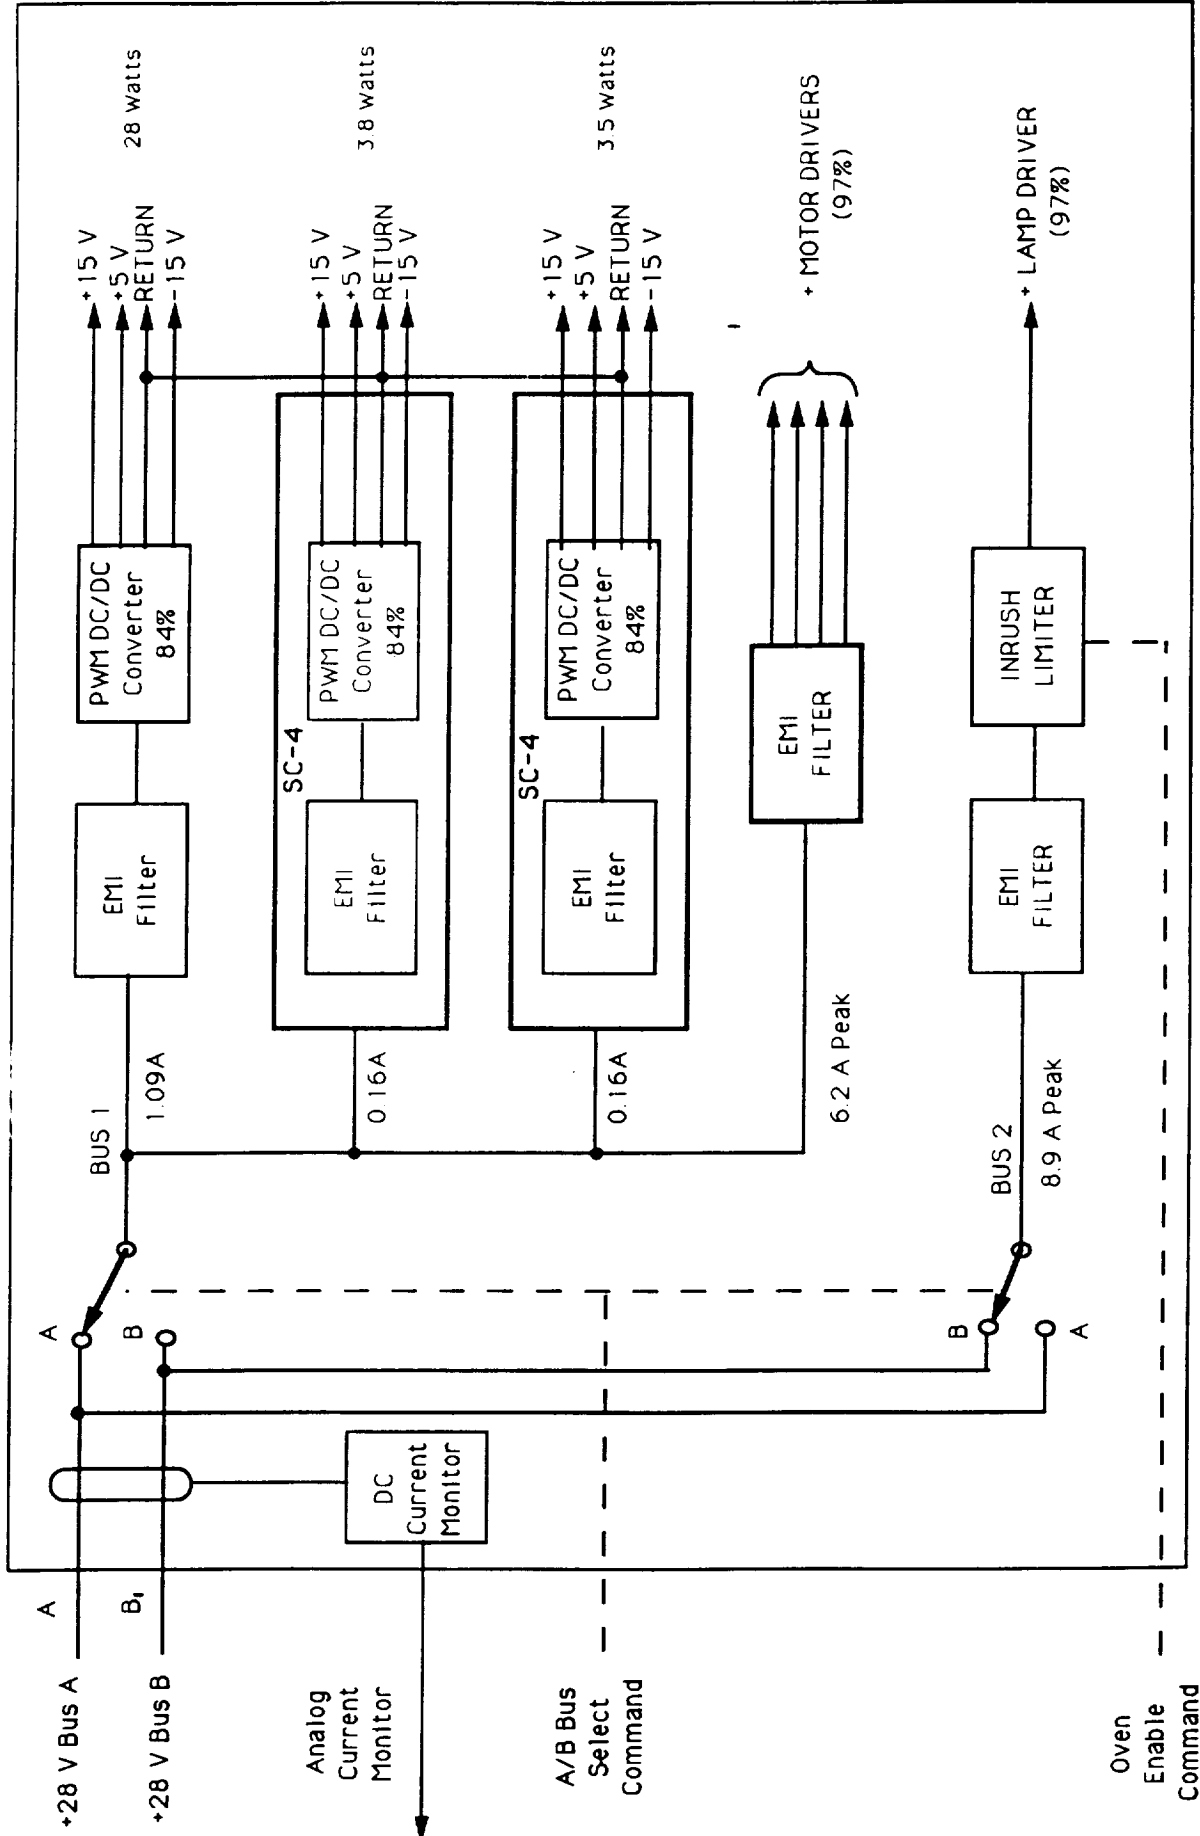 +28 V Bus A
A
+28 V Bus B
B₁
Analog
Current
Monitor
A/B Bus
Select
Command
Oven
Enable
Command
DC
Current
Monitor
A
B
B
A
BUS 1
1.09A
0.16A
0.16A
6.2 A Peak
BUS 2
8.9 A Peak
EMI
Filter
PWM DC/DC
Converter
84%
+15 V
+5 V
RETURN
-15 V
28 Watts
SC-4
EMI
Filter
PWM DC/DC
Converter
84%
+15 V
+5 V
RETURN
-15 V
3.8 Watts
SC-4
EMI
Filter
PWM DC/DC
Converter
84%
+15 V
+5 V
RETURN
-15 V
3.5 Watts
EMI
FILTER
+ MOTOR DRIVERS
(97%)
EMI
FILTER
INRUSH
LIMITER
+ LAMP DRIVER
(97%)